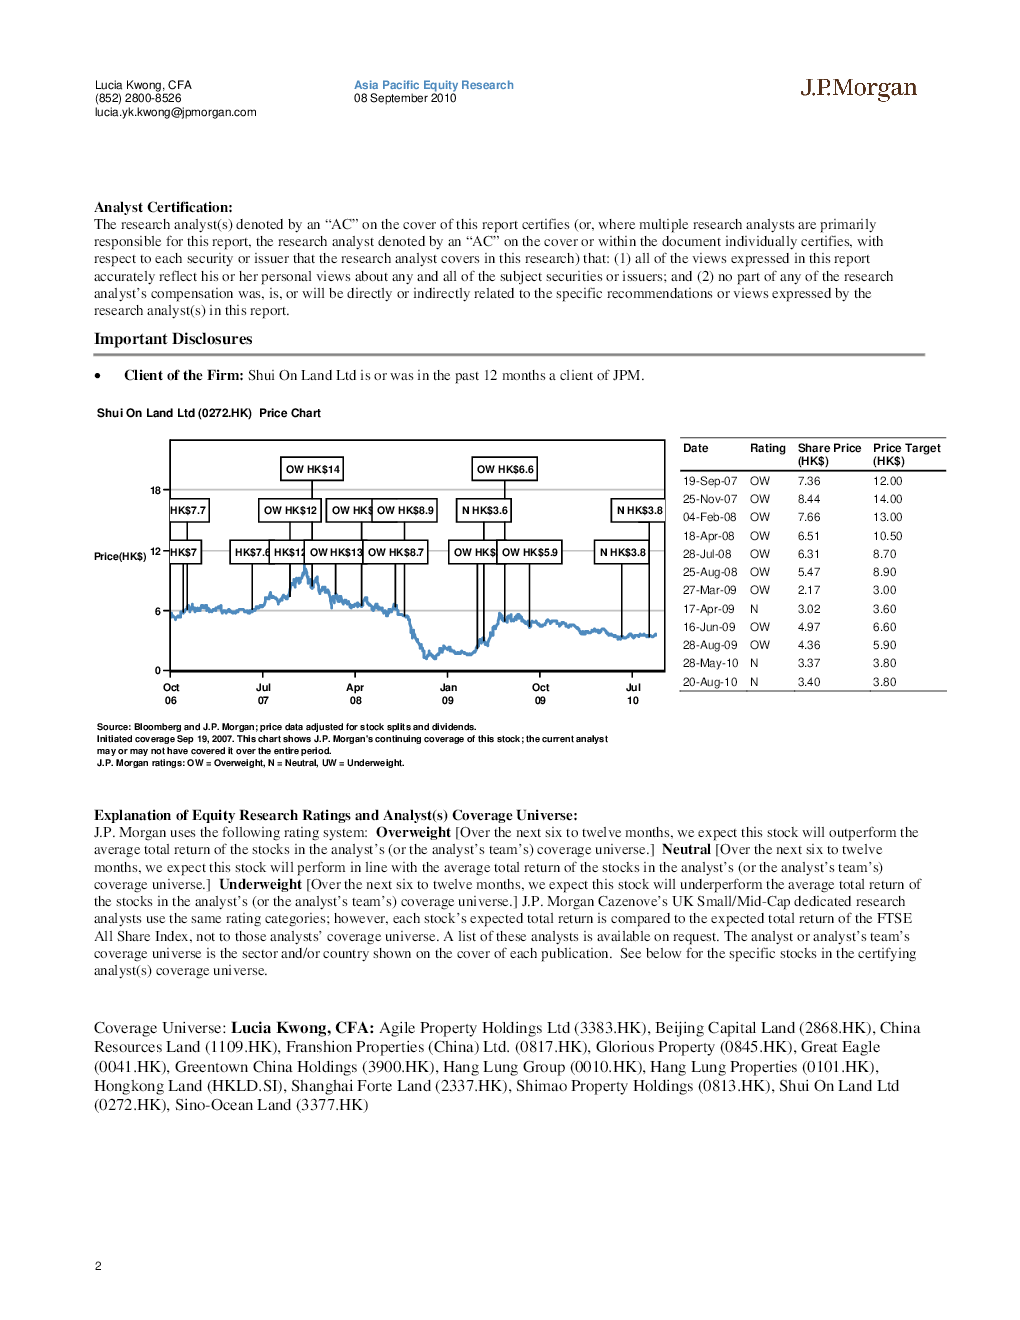 Lucia Kwong, CFA
(852) 2800-8526
lucia.yk.kwong@jpmorgan.com
Asia Pacific Equity Research
08 September 2010
J.P.Morgan
Analyst Certification:
The research analyst(s) denoted by an “AC” on the cover of this report certifies (or, where multiple research analysts are primarily
responsible for this report, the research analyst denoted by an “AC” on the cover or within the document individually certifies, with
respect to each security or issuer that the research analyst covers in this research) that: (1) all of the views expressed in this report
accurately reflect his or her personal views about any and all of the subject securities or issuers; and (2) no part of any of the research
analyst’s compensation was, is, or will be directly or indirectly related to the specific recommendations or views expressed by the
research analyst(s) in this report.
Important Disclosures
• Client of the Firm: Shui On Land Ltd is or was in the past 12 months a client of JPM.
Shui On Land Ltd (0272.HK) Price Chart
OW HK$14 OW HK$6.6
18
HK$7.7 OW HK$12 OW HK$ OW HK$8.9 N HK$3.6 N HK$3.8
Price(HK$) 12 HK$7 HK$7.6 HK$12 OW HK$13 OW HK$8.7 OW HK$ OW HK$5.9 N HK$3.8
6
0
Oct Jul Apr Jan Oct Jul
06 07 08 09 09 10
Date Rating Share Price Price Target
(HK$) (HK$)
19-Sep-07 OW 7.36 12.00
25-Nov-07 OW 8.44 14.00
04-Feb-08 OW 7.66 13.00
18-Apr-08 OW 6.51 10.50
28-Jul-08 OW 6.31 8.70
25-Aug-08 OW 5.47 8.90
27-Mar-09 OW 2.17 3.00
17-Apr-09 N 3.02 3.60
16-Jun-09 OW 4.97 6.60
28-Aug-09 OW 4.36 5.90
28-May-10 N 3.37 3.80
20-Aug-10 N 3.40 3.80
Source: Bloomberg and J.P. Morgan; price data adjusted for stock splits and dividends.
Initiated coverage Sep 19, 2007. This chart shows J.P. Morgan's continuing coverage of this stock; the current analyst
may or may not have covered it over the entire period.
J.P. Morgan ratings: OW = Overweight, N = Neutral, UW = Underweight.
Explanation of Equity Research Ratings and Analyst(s) Coverage Universe:
J.P. Morgan uses the following rating system: Overweight [Over the next six to twelve months, we expect this stock will outperform the
average total return of the stocks in the analyst’s (or the analyst’s team’s) coverage universe.] Neutral [Over the next six to twelve
months, we expect this stock will perform in line with the average total return of the stocks in the analyst’s (or the analyst’s team’s)
coverage universe.] Underweight [Over the next six to twelve months, we expect this stock will underperform the average total return of
the stocks in the analyst’s (or the analyst’s team’s) coverage universe.] J.P. Morgan Cazenove’s UK Small/Mid-Cap dedicated research
analysts use the same rating categories; however, each stock’s expected total return is compared to the expected total return of the FTSE
All Share Index, not to those analysts’ coverage universe. A list of these analysts is available on request. The analyst or analyst’s team’s
coverage universe is the sector and/or country shown on the cover of each publication. See below for the specific stocks in the certifying
analyst(s) coverage universe.
Coverage Universe: Lucia Kwong, CFA: Agile Property Holdings Ltd (3383.HK), Beijing Capital Land (2868.HK), China
Resources Land (1109.HK), Franshion Properties (China) Ltd. (0817.HK), Glorious Property (0845.HK), Great Eagle
(0041.HK), Greentown China Holdings (3900.HK), Hang Lung Group (0010.HK), Hang Lung Properties (0101.HK),
Hongkong Land (HKLD.SI), Shanghai Forte Land (2337.HK), Shimao Property Holdings (0813.HK), Shui On Land Ltd
(0272.HK), Sino-Ocean Land (3377.HK)
2